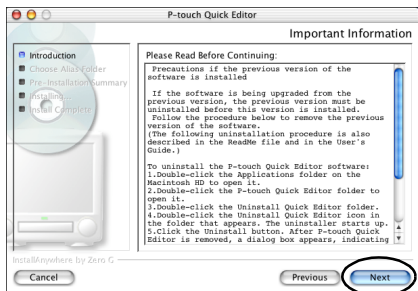 P-touch Quick Editor
Important Information
Introduction
Choose Alias Folder
Pre-Installation Summary
Installing...
Install Complete
Please Read Before Continuing:
Precautions if the previous version of the
software is installed
If the software is being upgraded from the
previous version, the previous version must be
uninstalled before this version is installed.
Follow the procedure below to remove the previous
version of the software.
(The following uninstallation procedure is also
described in the ReadMe file and in the User's
Guide.)
To uninstall the P-touch Quick Editor software:
1.Double-click the Applications folder on the
Macintosh HD to open it.
2.Double-click the P-touch Quick Editor folder to
open it.
3.Double-click the Uninstall Quick Editor folder.
4.Double-click the Uninstall Quick Editor icon in
the folder that appears. The uninstaller starts up.
5.Click the Uninstall button. After P-touch Quick
Editor is removed, a dialog box appears, indicating
InstallAnywhere by Zero G
Cancel
Previous
Next